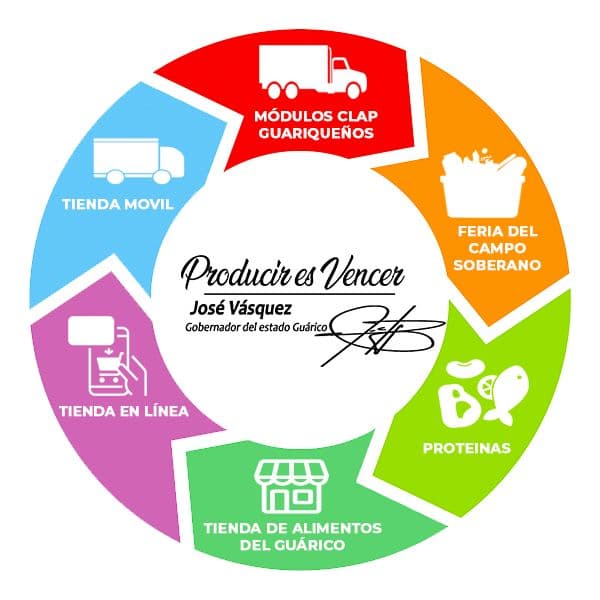 MÓDULOS CLAP
GUARIQUEÑOS
FERIA DEL
CAMPO
SOBERANO
PROTEINAS
TIENDA DE ALIMENTOS
DEL GUÁRICO
TIENDA EN LÍNEA
TIENDA MOVIL
Producir es Vencer
José Vásquez
Gobernador del estado Guárico